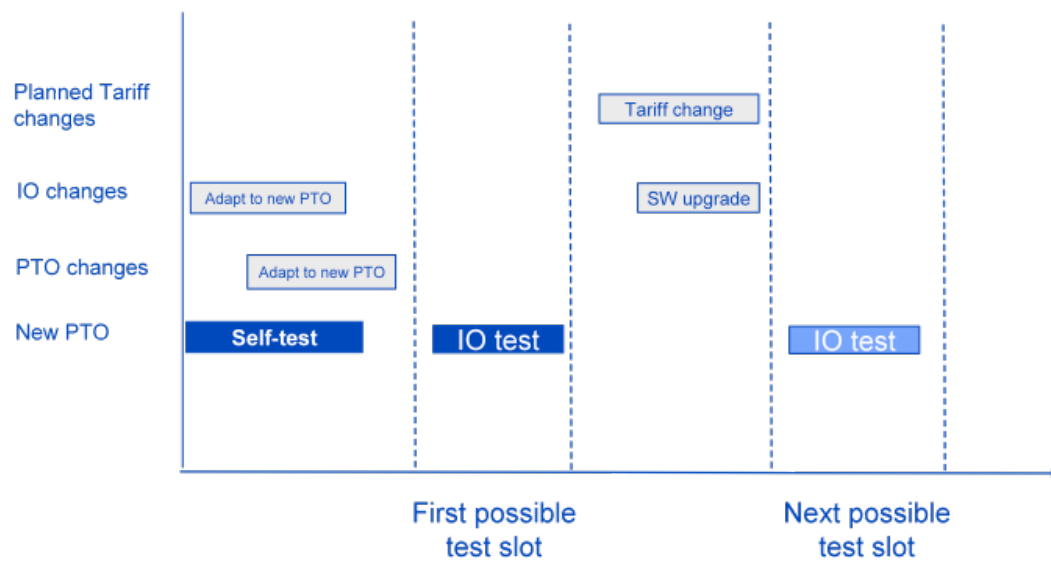 Planned Tariff
changes
Tariff change
IO changes
Adapt to new PTO
SW upgrade
PTO changes
Adapt to new PTO
New PTO
Self-test
IO test
IO test
First possible
test slot
Next possible
test slot